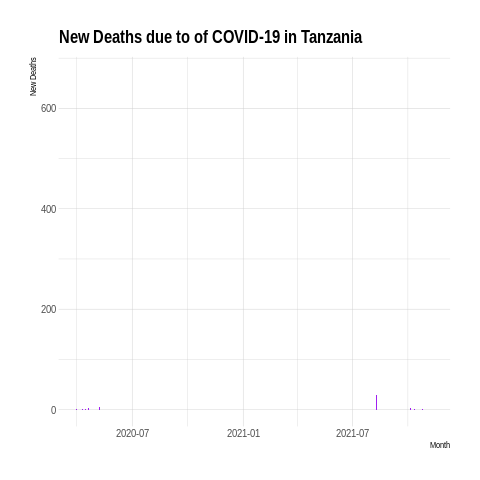 New Deaths due to of COVID-19 in Tanzania
New Deaths
600
400
200
0
2020-07 2021-01 2021-07
Month